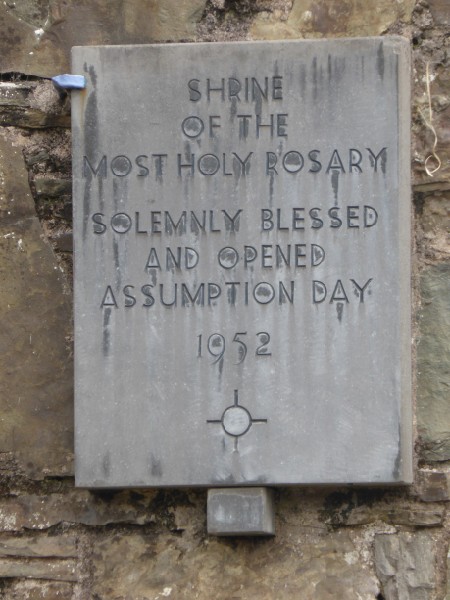 SHRINE
OF THE
MOST HOLY ROSARY
SOLEMNLY BLESSED
AND OPENED
ASSUMPTION DAY
1952